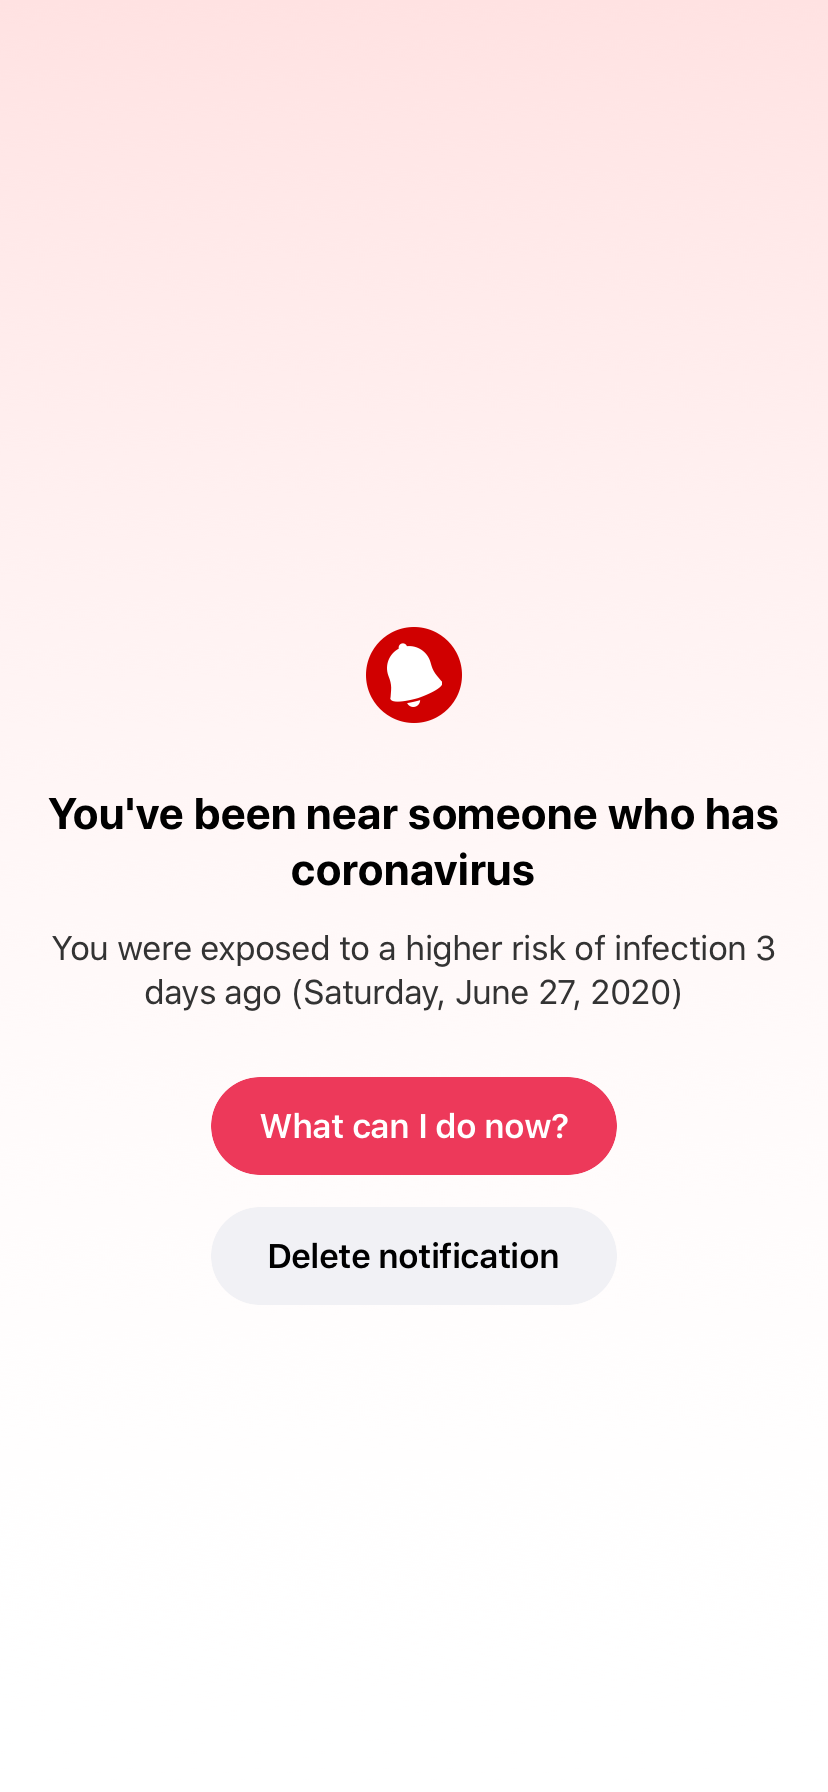 You've been near someone who has
coronavirus
You were exposed to a higher risk of infection 3
days ago (Saturday, June 27, 2020)
What can I do now?
Delete notification